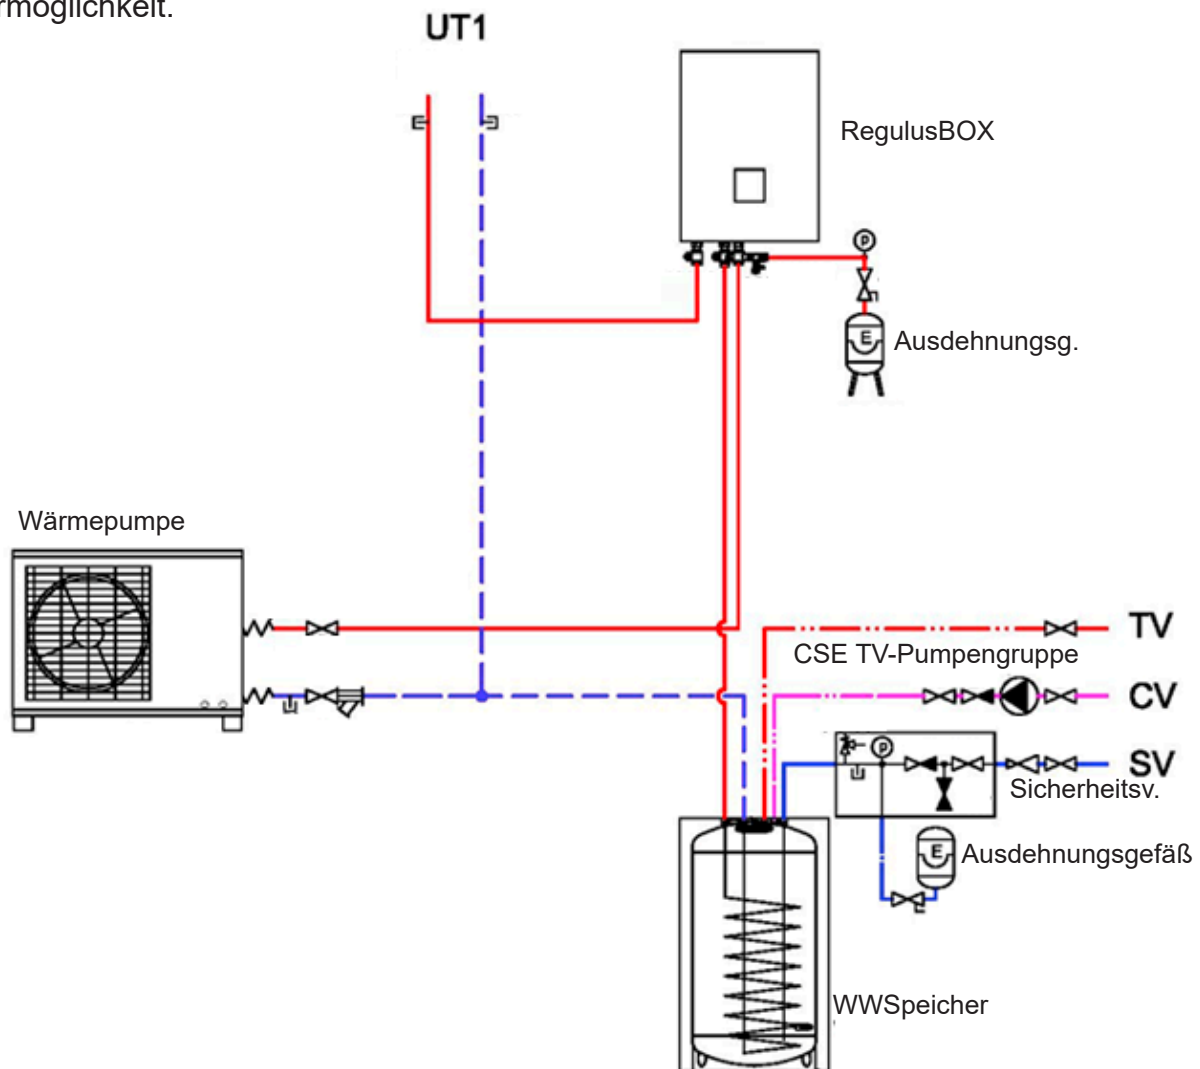 rmöglichkeit.
UT1
RegulusBOX
P
E
Ausdehnungsg.
Wärmepumpe
TV
CSE TV-Pumpengruppe
CV
P
SV
Sicherheitsv.
E
Ausdehnungsgefäß
WWSpeicher